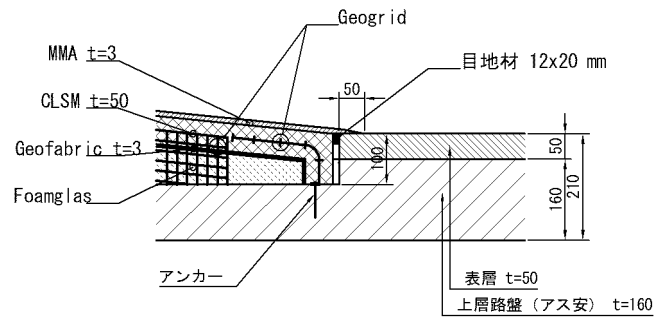 Geogrid
MMA t=3
目地材 12x20 mm
CLSM t=50
50
Geofabric t=3
100
50
160
210
Foamglas
アンカー
表層 t=50
上層路盤 (アス安) t=160